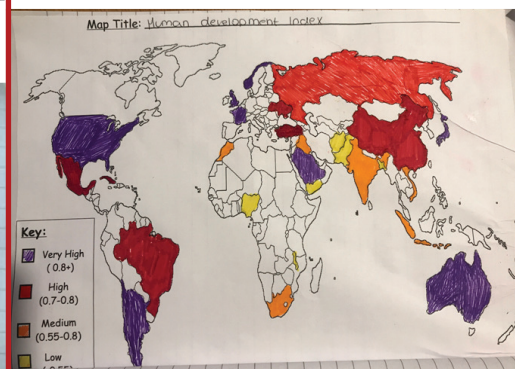 Map Title: Human development Index
Key:
Very High
(0.8+)
High
(0.7-0.8)
Medium
(0.55-0.8)
Low